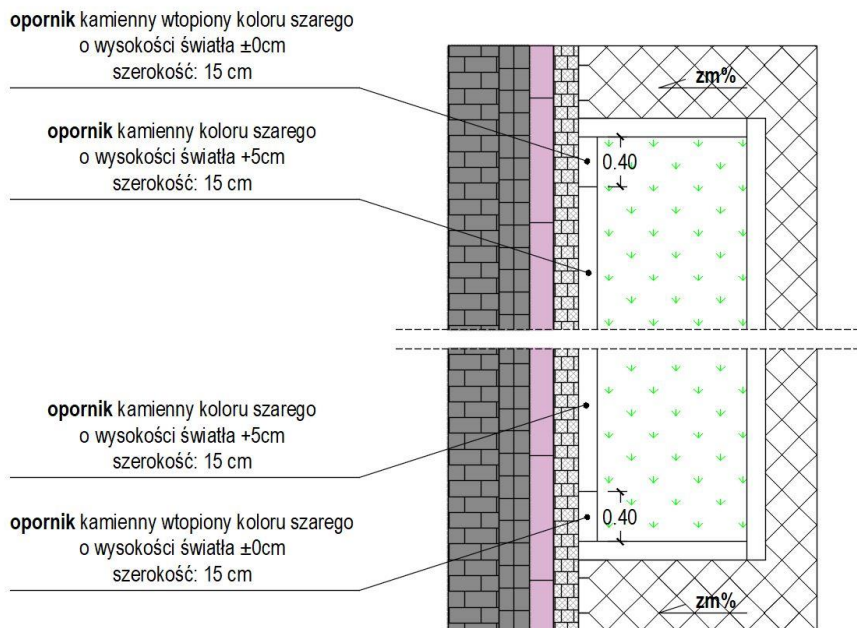 opornik kamienny wtopiony koloru szarego
o wysokości światła ±0cm
szerokość: 15 cm
opornik kamienny koloru szarego
o wysokości światła +5cm
szerokość: 15 cm
zm%
0.40
opornik kamienny koloru szarego
o wysokości światła +5cm
szerokość: 15 cm
opornik kamienny wtopiony koloru szarego
o wysokości światła ±0cm
szerokość: 15 cm
0.40
zm%